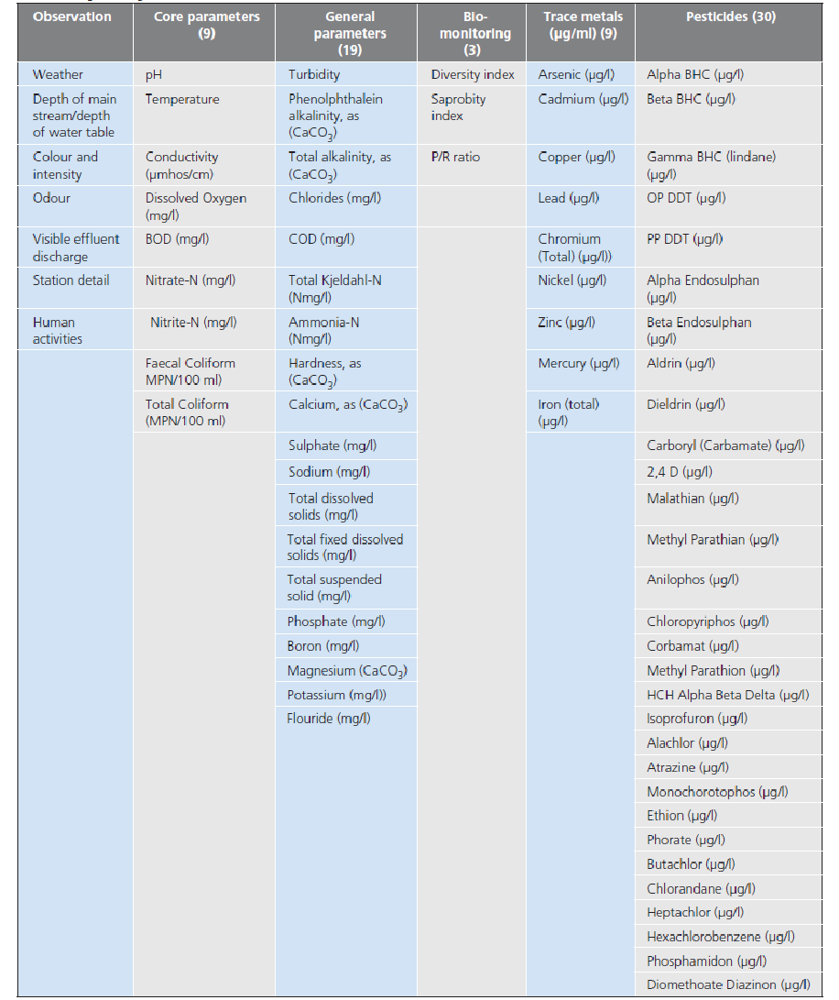 Observation
Core parameters
(9)
General
parameters
(19)
Bio-
monitoring
(3)
Trace metals
(µg/ml) (9)
Pesticides (30)
Weather
pH
Turbidity
Diversity index
Arsenic (µg/l)
Alpha BHC (µg/l)
Depth of main
stream/depth
of water table
Temperature
Phenolphthalein
alkalinity, as
(CaCO₃)
Saprobity
index
Cadmium (µg/l)
Beta BHC (µg/l)
Colour and
intensity
Conductivity
(µmhos/cm)
Total alkalinity, as
(CaCO₃)
P/R ratio
Copper (µg/l)
Gamma BHC (lindane)
(µg/l)
Odour
Dissolved Oxygen
(mg/l)
Chlorides (mg/l)
Lead (µg/l)
OP DDT (µg/l)
Visible effluent
discharge
BOD (mg/l)
COD (mg/l)
Chromium
(Total) (µg/l))
PP DDT (µg/l)
Station detail
Nitrate-N (mg/l)
Total Kjeldahl-N
(Nmg/l)
Nickel (µg/l)
Alpha Endosulphan
(µg/l)
Human
activities
Nitrite-N (mg/l)
Ammonia-N
(Nmg/l)
Zinc (µg/l)
Beta Endosulphan
(µg/l)
Faecal Coliform
MPN/100 ml)
Hardness, as
(CaCO₃)
Mercury (µg/l)
Aldrin (µg/l)
Total Coliform
(MPN/100 ml)
Calcium, as (CaCO₃)
Iron (total)
(µg/l)
Dieldrin (µg/l)
Sulphate (mg/l)
Carboryl (Carbamate) (µg/l)
Sodium (mg/l)
2,4 D (µg/l)
Total dissolved
solids (mg/l)
Malathian (µg/l)
Total fixed dissolved
solids (mg/l)
Methyl Parathian (µg/l)
Total suspended
solid (mg/l)
Anilophos (µg/l)
Phosphate (mg/l)
Chloropyriphos (µg/l)
Boron (mg/l)
Corbamat (µg/l)
Magnesium (CaCO₃)
Methyl Parathion (µg/l)
Potassium (mg/l))
HCH Alpha Beta Delta (µg/l)
Flouride (mg/l)
Isoprofuron (µg/l)
Alachlor (µg/l)
Atrazine (µg/l)
Monochorotophos (µg/l)
Ethion (µg/l)
Phorate (µg/l)
Butachlor (µg/l)
Chlorandane (µg/l)
Heptachlor (µg/l)
Hexachlorobenzene (µg/l)
Phosphamidon (µg/l)
Diomethoate Diazinon (µg/l)